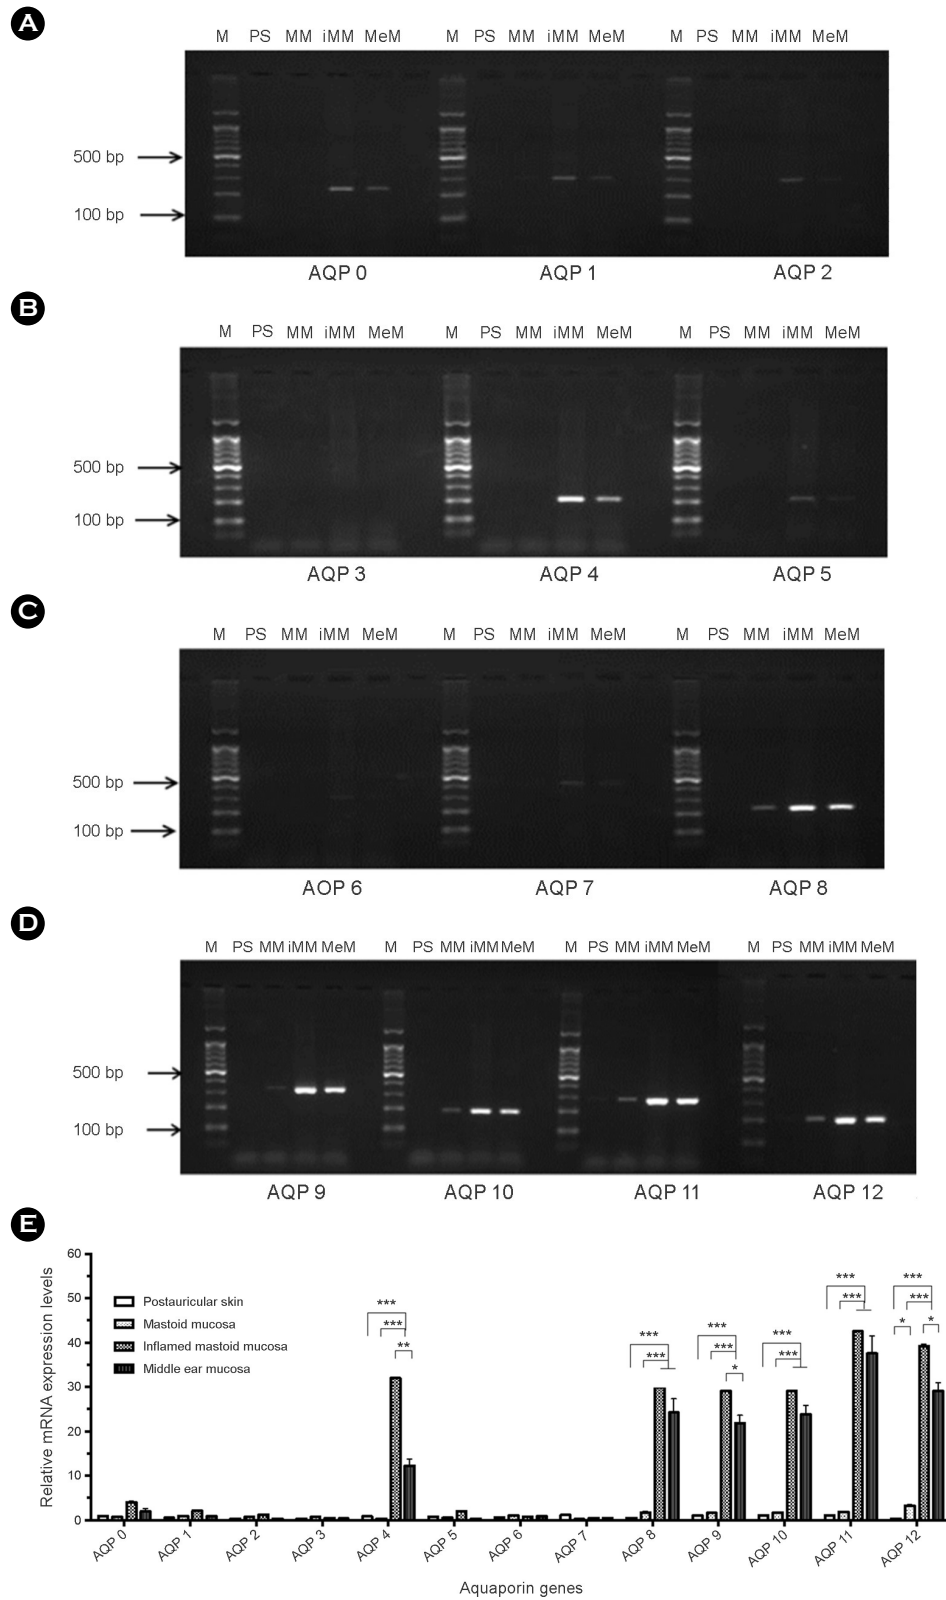 A
M PS MM iMM MeM M PS MM iMM MeM M PS MM iMM MeM
500 bp
100 bp
AQP 0 AQP 1 AQP 2
B
M PS MM iMM MeM M PS MM iMM MeM M PS MM iMM MeM
500 bp
100 bp
AQP 3 AQP 4 AQP 5
C
M PS MM iMM MeM M PS MM iMM MeM M PS MM iMM MeM
500 bp
100 bp
AOP 6 AQP 7 AQP 8
D
M PS MM iMM MeM M PS MM iMM MeM M PS MM iMM MeM M PS MM iMM MeM
500 bp
100 bp
AQP 9 AQP 10 AQP 11 AQP 12
E
Relative mRNA expression levels
60
50
40
30
20
10
0
Postauricular skin
Mastoid mucosa
Inflamed mastoid mucosa
Middle ear mucosa
***
***
**
***
***
***
***
*
***
***
***
***
***
***
*
*
AQP 0 AQP 1 AQP 2 AQP 3 AQP 4 AQP 5 AQP 6 AQP 7 AQP 8 AQP 9 AQP 10 AQP 11 AQP 12
Aquaporin genes